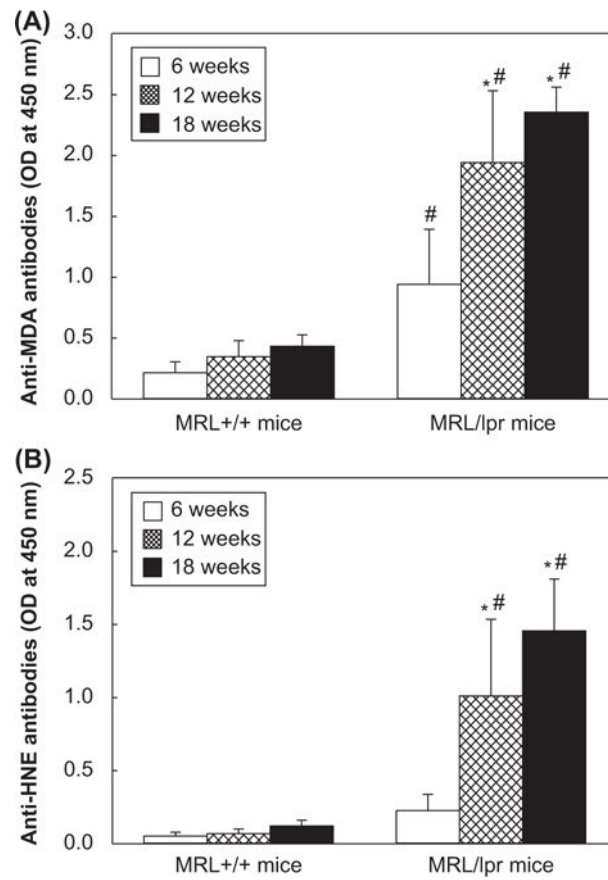 (A)
3.0
2.5
2.0
1.5
1.0
0.5
0.0
Anti-MDA antibodies (OD at 450 nm)
6 weeks
12 weeks
18 weeks
#
*#
*#
MRL+/+ mice
MRL/lpr mice
(B)
2.5
2.0
1.5
1.0
0.5
0.0
Anti-HNE antibodies (OD at 450 nm)
6 weeks
12 weeks
18 weeks
*#
*#
MRL+/+ mice
MRL/lpr mice